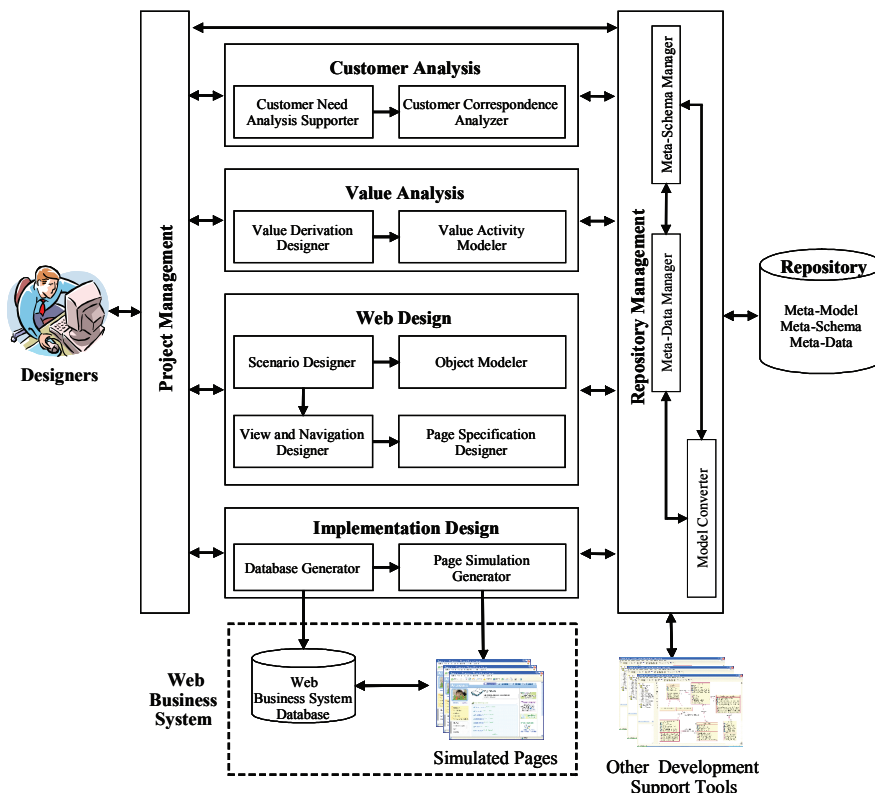 Customer Analysis
Customer Need
Analysis Supporter
Customer Correspondence
Analyzer
Value Analysis
Value Derivation
Designer
Value Activity
Modeler
Web Design
Scenario Designer
Object Modeler
View and Navigation
Designer
Page Specification
Designer
Implementation Design
Database Generator
Page Simulation
Generator
Project Management
Designers
Repository Management
Meta-Schema Manager
Meta-Data Manager
Model Converter
Repository
Meta-Model
Meta-Schema
Meta-Data
Web
Business
System
Web
Business System
Database
Simulated Pages
Other Development
Support Tools